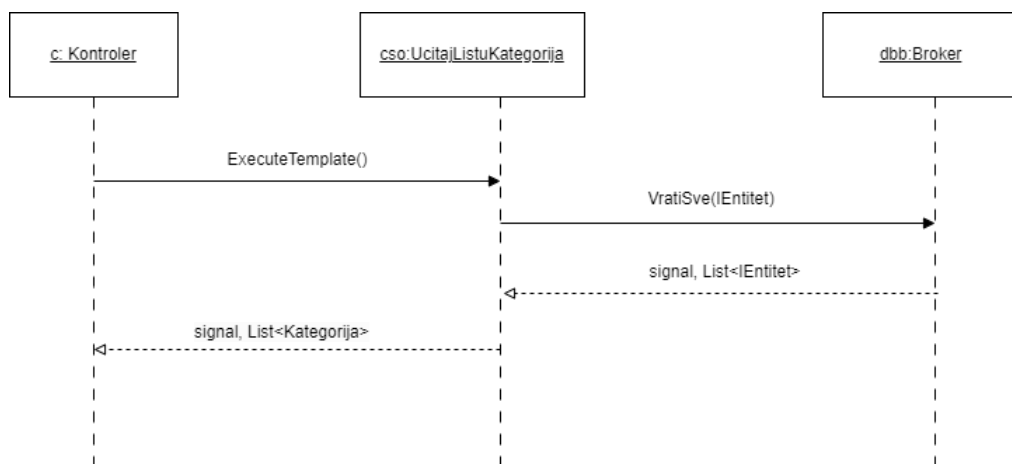 c: Kontroler
cso:UcitajListuKategorija
dbb:Broker
ExecuteTemplate()
VratiSve(IEntitet)
signal, List<IEntitet>
signal, List<Kategorija>